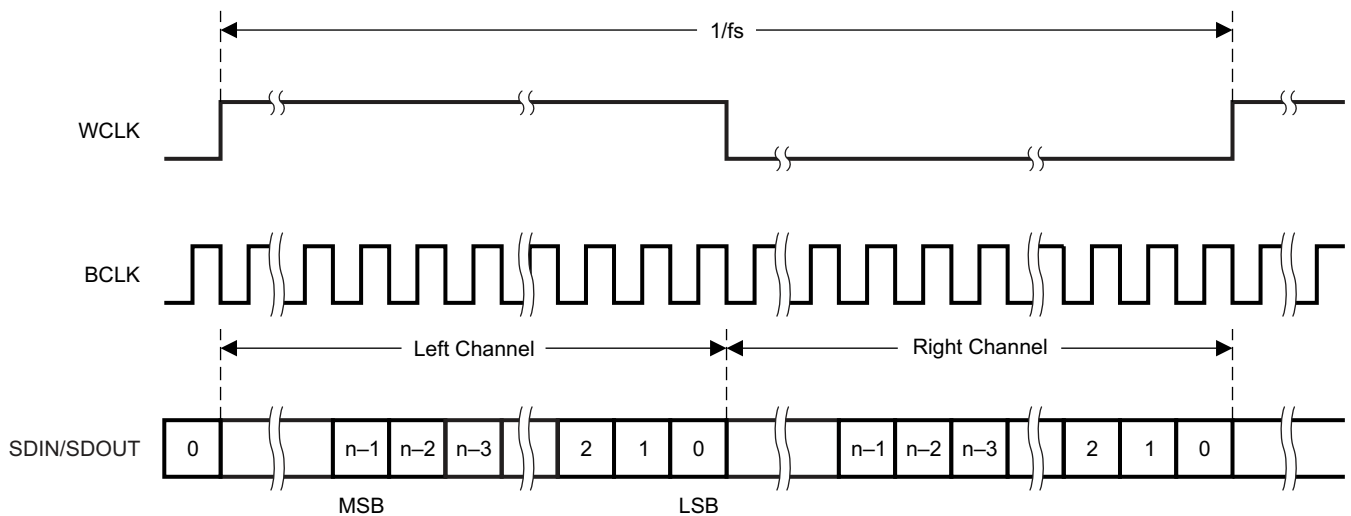 1/fs
WCLK
BCLK
Left Channel
Right Channel
SDIN/SDOUT
0 n–1 n–2 n–3 2 1 0 n–1 n–2 n–3 2 1 0
MSB LSB